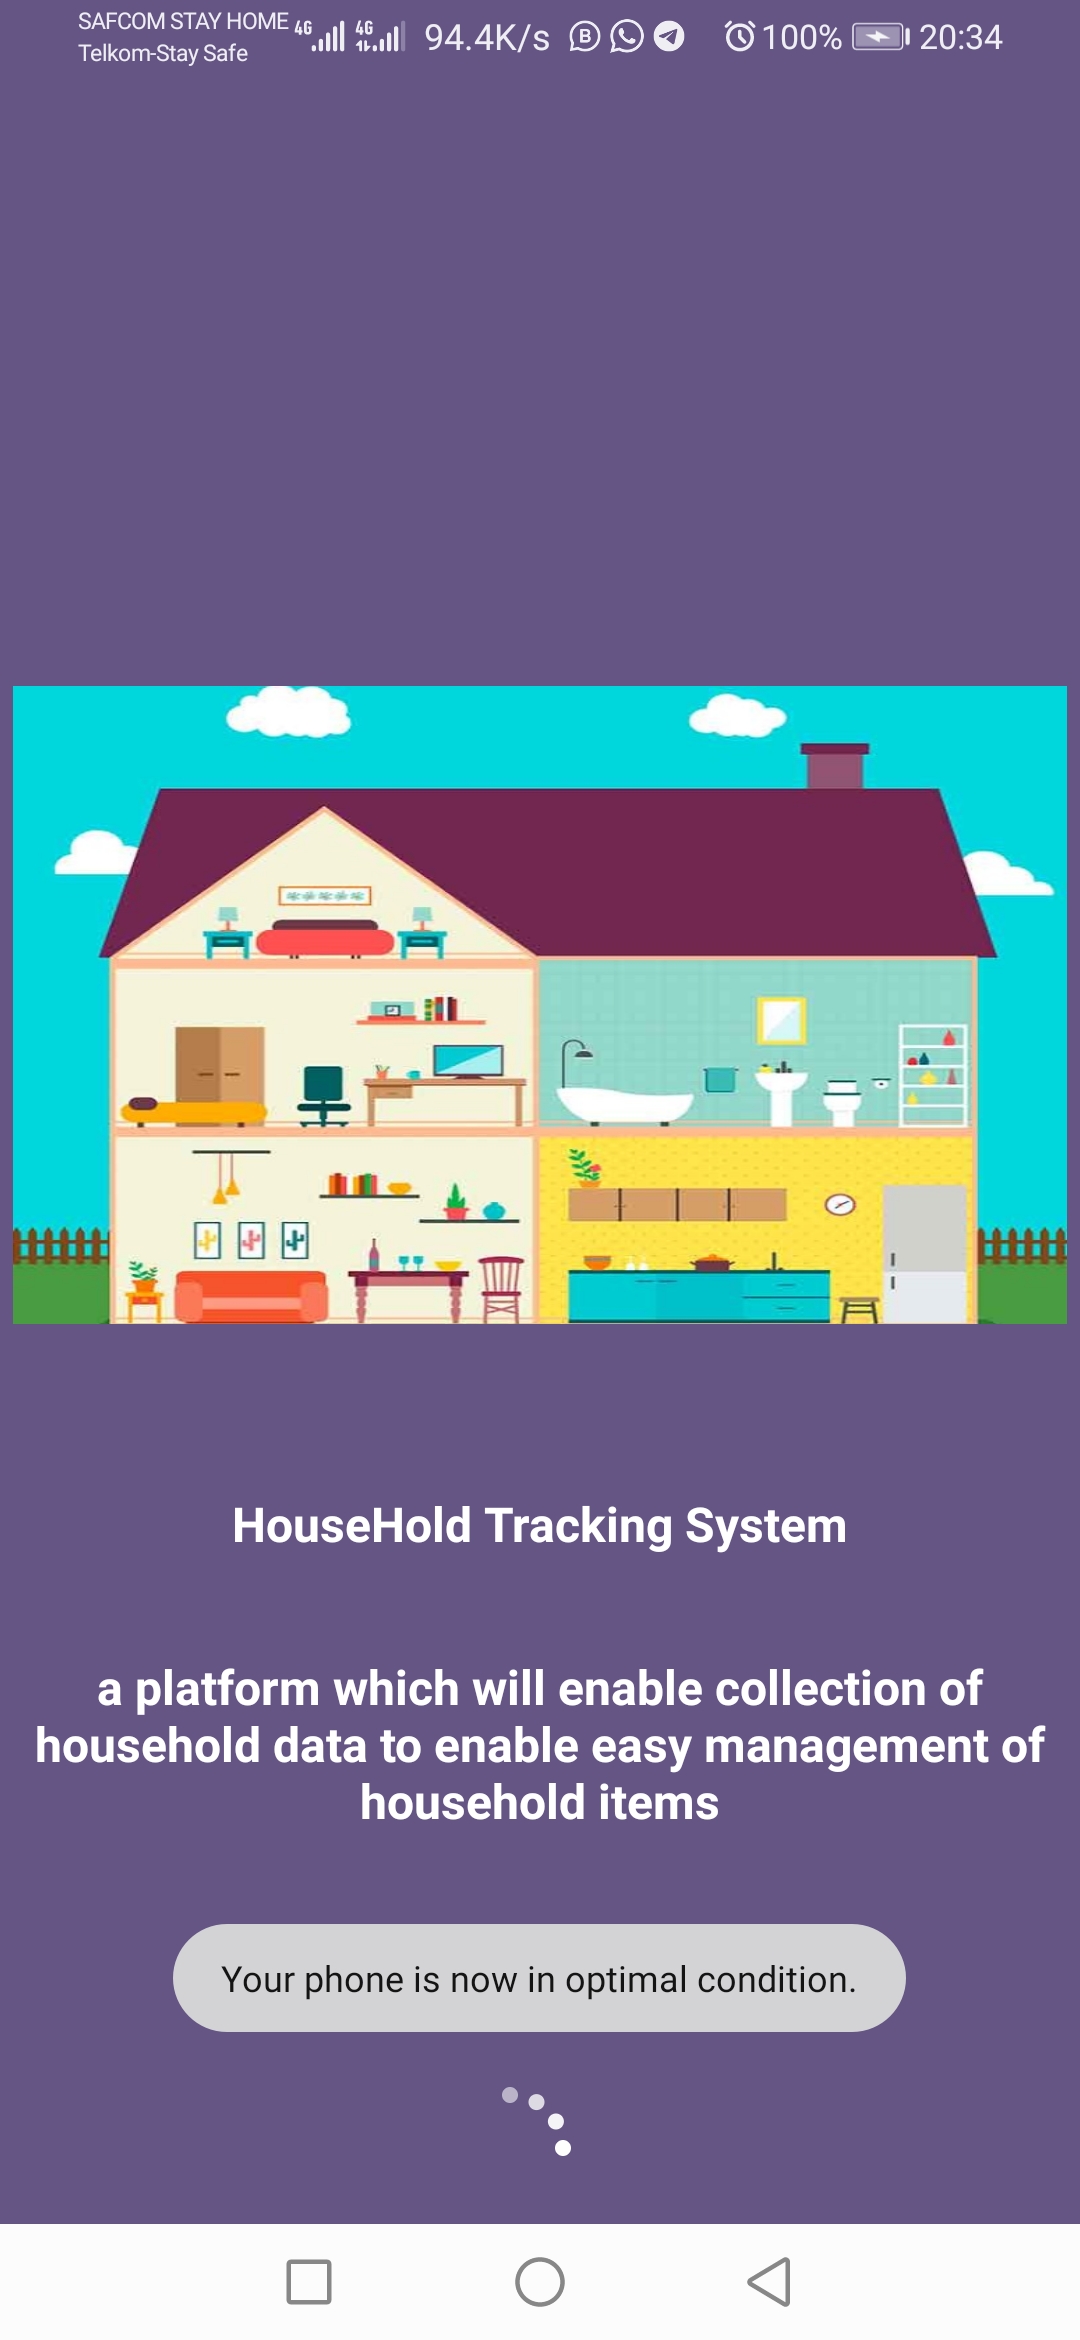 SAFCOM STAY HOME 4G 4G 94.4K/s 100% 20:34
Telkom-Stay Safe
HouseHold Tracking System
a platform which will enable collection of
household data to enable easy management of
household items
Your phone is now in optimal condition.